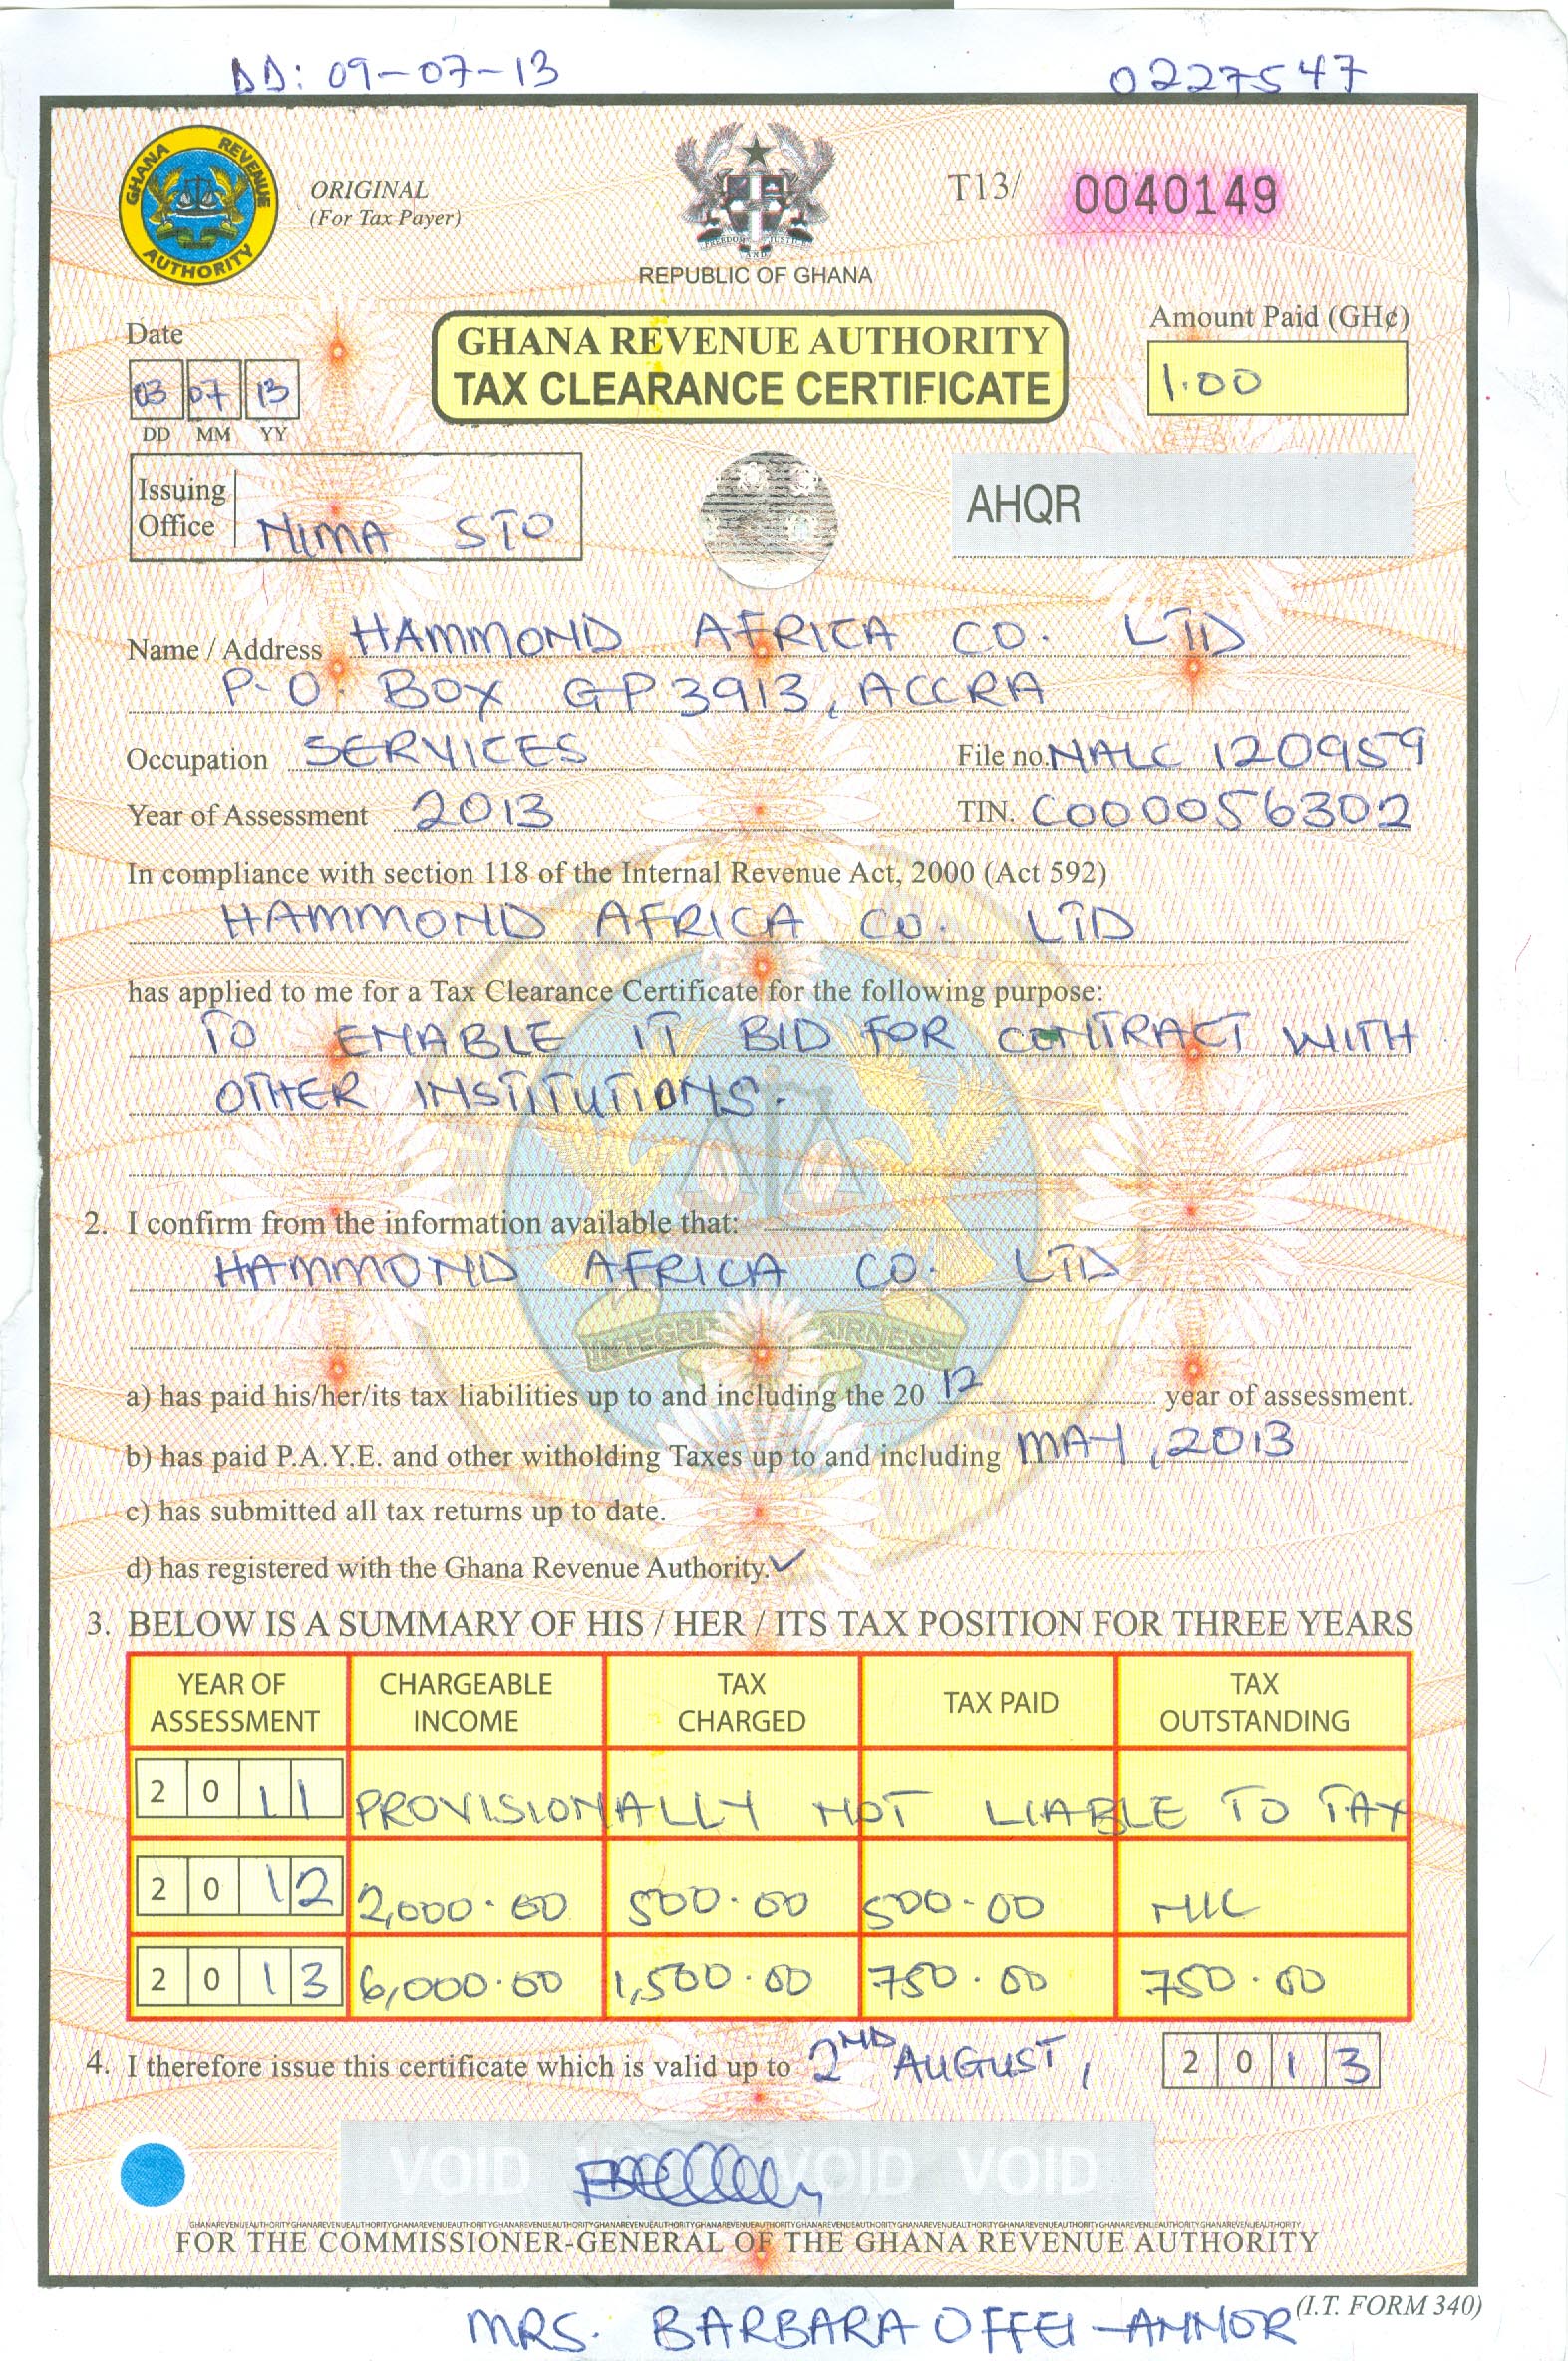 DD: 09-07-13
0227547
GHANA REVENUE AUTHORITY
ORIGINAL
(For Tax Payer)
FREEDOM AND JUSTICE
REPUBLIC OF GHANA
T13/ 0040149
Date
03 07 13
DD MM YY
GHANA REVENUE AUTHORITY
TAX CLEARANCE CERTIFICATE
Amount Paid (GH¢)
1.00
Issuing
Office
NIMA STO
AHQR
Name / Address HAMMOND AFRICA CO. LTD
P.O. BOX GP 3913, ACCRA
Occupation SERVICES File no. NALC 120959
Year of Assessment 2013 TIN. C000056302
In compliance with section 118 of the Internal Revenue Act, 2000 (Act 592)
HAMMOND AFRICA CO. LTD
has applied to me for a Tax Clearance Certificate for the following purpose:
TO ENABLE IT BID FOR CONTRACT WITH
OTHER INSTITUTIONS.
2. I confirm from the information available that:
HAMMOND AFRICA CO. LTD
a) has paid his/her/its tax liabilities up to and including the 20 12 year of assessment.
b) has paid P.A.Y.E. and other witholding Taxes up to and including MAY, 2013
c) has submitted all tax returns up to date.
d) has registered with the Ghana Revenue Authority.✓
3. BELOW IS A SUMMARY OF HIS / HER / ITS TAX POSITION FOR THREE YEARS
YEAR OF ASSESSMENT CHARGEABLE INCOME TAX CHARGED TAX PAID TAX OUTSTANDING
2011 PROVISIONALLY NOT LIABLE TO TAX
2012 2,000.00 500.00 500.00 NIL
2013 6,000.00 1,500.00 750.00 750.00
4. I therefore issue this certificate which is valid up to 2ND AUGUST, 2013
VOID VOID VOID
FOR THE COMMISSIONER-GENERAL OF THE GHANA REVENUE AUTHORITY
(I.T. FORM 340)
MRS. BARBARA OFFEI-ANNOR